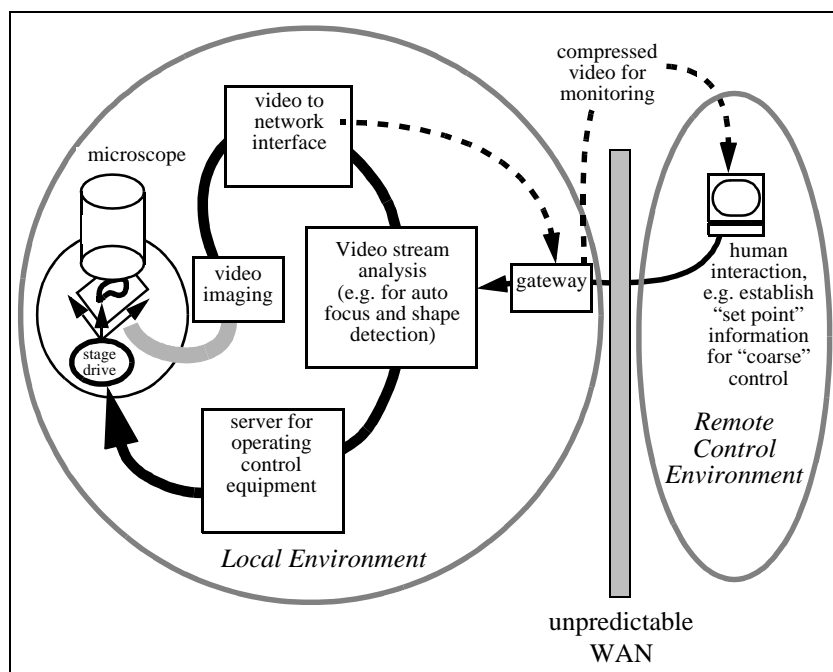 compressed
video for
monitoring
video to
network
interface
microscope
Video stream
analysis
(e.g. for auto
focus and shape
detection)
video
imaging
gateway
human
interaction,
e.g. establish
“set point”
information
for “coarse”
control
stage
drive
server for
operating
control
equipment
Remote
Control
Environment
Local Environment
unpredictable
WAN